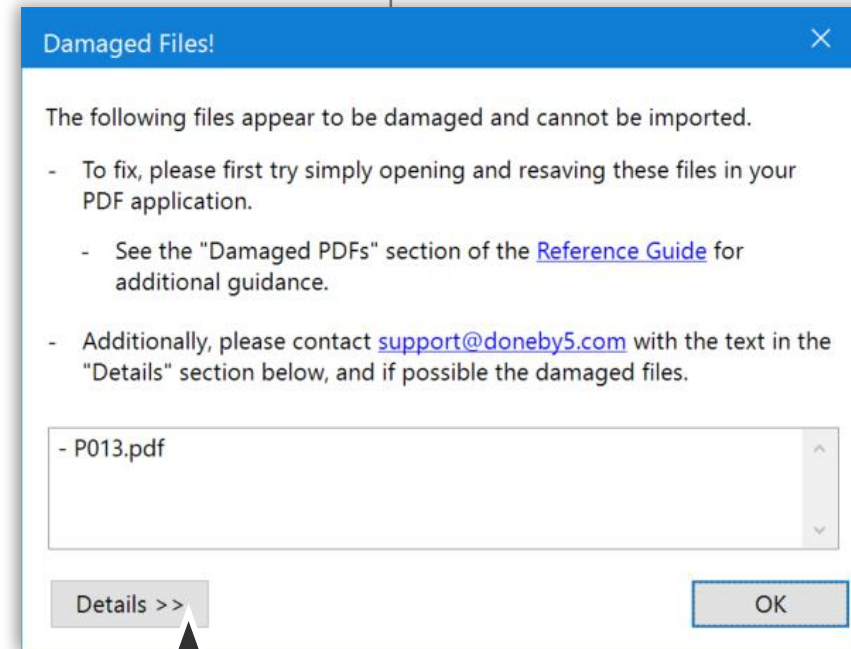 Damaged Files!
The following files appear to be damaged and cannot be imported.
- To fix, please first try simply opening and resaving these files in your
PDF application.
- See the "Damaged PDFs" section of the Reference Guide for
additional guidance.
- Additionally, please contact support@doneby5.com with the text in the
"Details" section below, and if possible the damaged files.
- P013.pdf
Details >>
OK